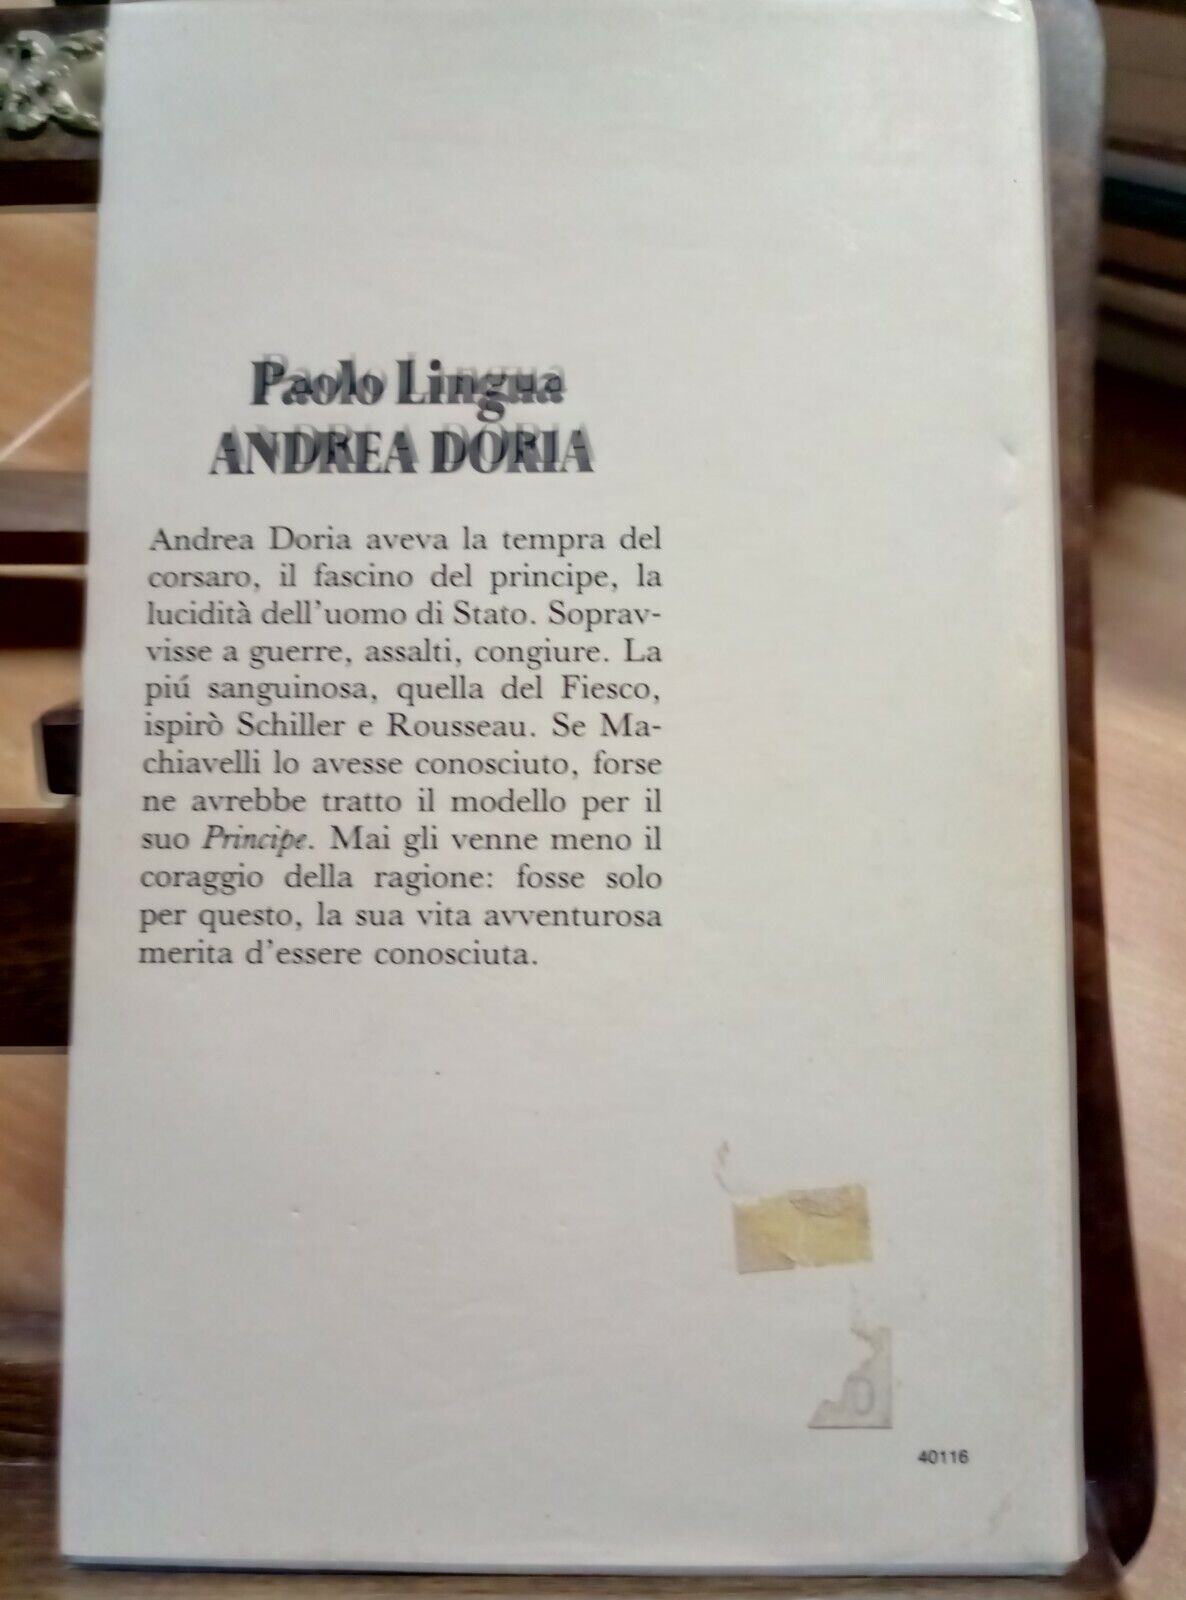 Paolo Lingua
ANDREA DORIA
Andrea Doria aveva la tempra del
corsaro, il fascino del principe, la
lucidità dell'uomo di Stato. Soprav-
visse a guerre, assalti, congiure. La
piú sanguinosa, quella del Fiesco,
ispirò Schiller e Rousseau. Se Ma-
chiavelli lo avesse conosciuto, forse
ne avrebbe tratto il modello per il
suo Principe. Mai gli venne meno il
coraggio della ragione: fosse solo
per questo, la sua vita avventurosa
merita d'essere conosciuta.
40116